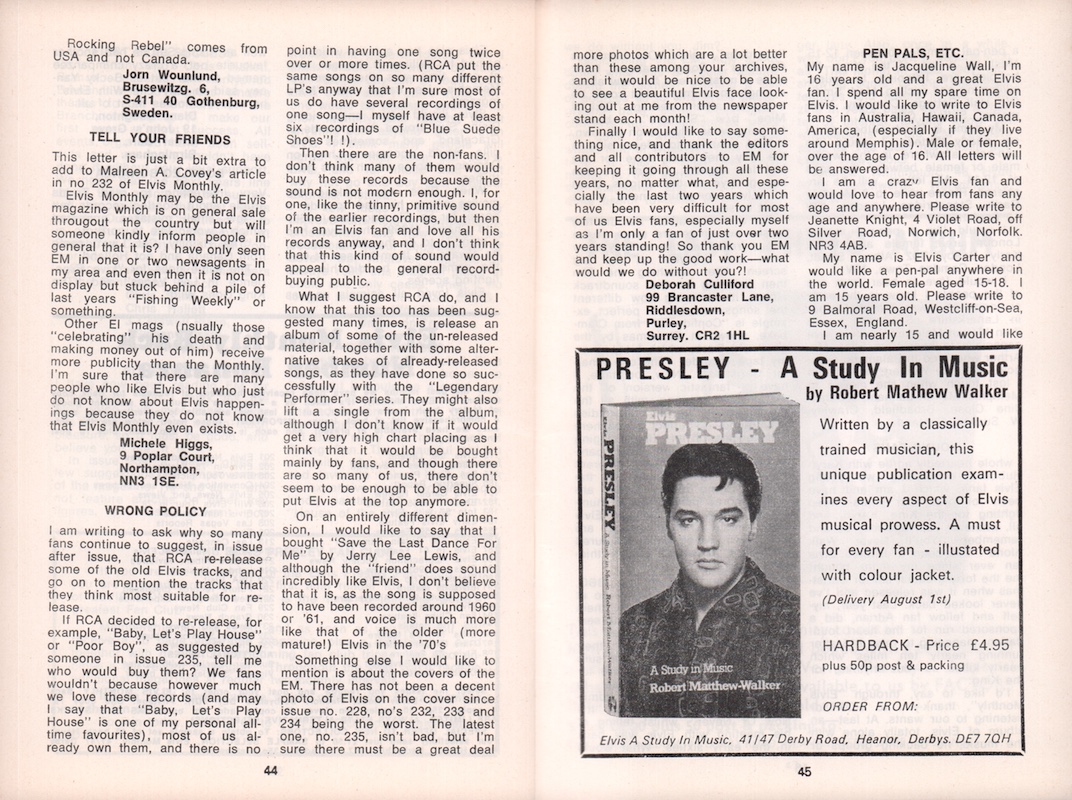 Rocking Rebel" comes from
USA and not Canada.
Jorn Wounlund,
Brusewitzg. 6,
S-411 40 Gothenburg,
Sweden.
TELL YOUR FRIENDS
This letter is just a bit extra to
add to Malreen A. Covey's article
in no 232 of Elvis Monthly.
Elvis Monthly may be the Elvis
magazine which is on general sale
througout the country but will
someone kindly inform people in
general that it is? I have only seen
EM in one or two newsagents in
my area and even then it is not on
display but stuck behind a pile of
last years "Fishing Weekly" or
something.
Other El mags (nsually those
"celebrating" his death and
making money out of him) receive
more publicity than the Monthly.
I'm sure that there are many
people who like Elvis but who just
do not know about Elvis happen-
ings because they do not know
that Elvis Monthly even exists.
Michele Higgs,
9 Poplar Court,
Northampton,
NN3 1SE.
WRONG POLICY
I am writing to ask why so many
fans continue to suggest, in issue
after issue, that RCA re-release
some of the old Elvis tracks, and
go on to mention the tracks that
they think most suitable for re-
lease.
If RCA decided to re-release, for
example, "Baby, Let's Play House"
or "Poor Boy", as suggested by
someone in issue 235, tell me
who would buy them? We fans
wouldn't because however much
we love these records (and may
I say that "Baby, Let's Play
House" is one of my personal all-
time favourites), most of us al-
ready own them, and there is no
point in having one song twice
over or more times. (RCA put the
same songs on so many different
LP's anyway that I'm sure most of
us do have several recordings of
one song—I myself have at least
six recordings of "Blue Suede
Shoes"! !).
Then there are the non-fans. I
don't think many of them would
buy these records because the
sound is not modern enough. I, for
one, like the tinny, primitive sound
of the earlier recordings, but then
I'm an Elvis fan and love all his
records anyway, and I don't think
that this kind of sound would
appeal to the general record-
buying public.
What I suggest RCA do, and I
know that this too has been sug-
gested many times, is release an
album of some of the un-released
material, together with some alter-
native takes of already-released
songs, as they have done so suc-
cessfully with the "Legendary
Performer" series. They might also
lift a single from the album,
although I don't know if it would
get a very high chart placing as I
think that it would be bought
mainly by fans, and though there
are so many of us, there don't
seem to be enough to be able to
put Elvis at the top anymore.
On an entirely different dimen-
sion, I would like to say that I
bought "Save the Last Dance For
Me" by Jerry Lee Lewis, and
although the "friend" does sound
incredibly like Elvis, I don't believe
that it is, as the song is supposed
to have been recorded around 1960
or '61, and voice is much more
like that of the older (more
mature!) Elvis in the '70's
Something else I would like to
mention is about the covers of the
EM. There has not been a decent
photo of Elvis on the cover since
issue no. 228, no's 232, 233 and
234 being the worst. The latest
one, no. 235, isn't bad, but I'm
sure there must be a great deal
44
more photos which are a lot better
than these among your archives,
and it would be nice to be able
to see a beautiful Elvis face look-
ing out at me from the newspaper
stand each month!
Finally I would like to say some-
thing nice, and thank the editors
and all contributors to EM for
keeping it going through all these
years, no matter what, and espe-
cially the last two years which
have been very difficult for most
of us Elvis fans, especially myself
as I'm only a fan of just over two
years standing! So thank you EM
and keep up the good work—what
would we do without you?!
Deborah Culliford
99 Brancaster Lane,
Riddlesdown,
Purley,
Surrey. CR2 1HL
PEN PALS, ETC.
My name is Jacqueline Wall, I'm
16 years old and a great Elvis
fan. I spend all my spare time on
Elvis. I would like to write to Elvis
fans in Australia, Hawaii, Canada,
America, (especially if they live
around Memphis). Male or female,
over the age of 16. All letters will
be answered.
I am a crazy Elvis fan and
would love to hear from fans any
age and anywhere. Please write to
Jeanette Knight, 4 Violet Road, off
Silver Road, Norwich, Norfolk.
NR3 4AB.
My name is Elvis Carter and
would like a pen-pal anywhere in
the world. Female aged 15-18. I
am 15 years old. Please write to
9 Balmoral Road, Westcliff-on-Sea,
Essex, England.
I am nearly 15 and would like
PRESLEY - A Study In Music
by Robert Mathew Walker
Elvis
PRESLEY
A Study in Music
Robert Matthew-Walker
Elvis PRESLEY A Study in Music Robert Matthew-Walker
Written by a classically
trained musician, this
unique publication exam-
ines every aspect of Elvis
musical prowess. A must
for every fan - illustated
with colour jacket.
(Delivery August 1st)
HARDBACK - Price £4.95
plus 50p post & packing
ORDER FROM:
Elvis A Study In Music, 41/47 Derby Road, Heanor, Derbys. DE7 7QH
45